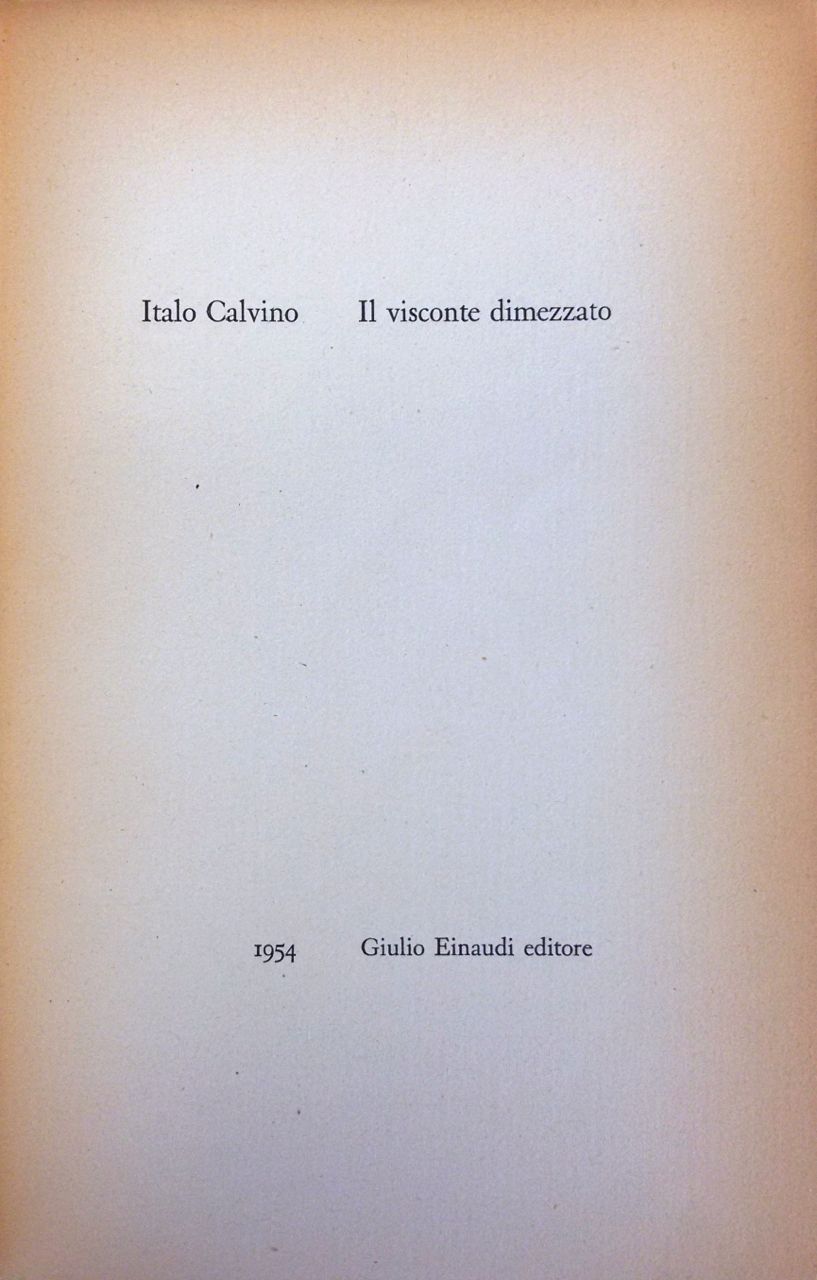 Italo Calvino Il visconte dimezzato
1954 Giulio Einaudi editore